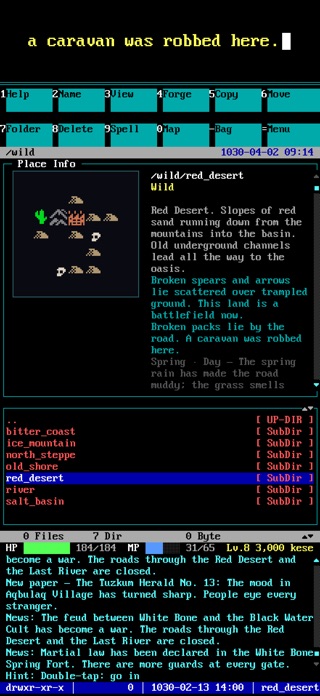 a caravan was robbed here.
1Help 2Name 3View 4Forge 5Copy 6Move
7Folder 8Delete 9Spell 0Map -Bag =Menu
/wild 1030-04-02 09:14
Place Info
/wild/red_desert
Wild
Red Desert. Slopes of red
sand running down from the
mountains into the basin.
Old underground channels
lead all the way to the
oasis.
Broken spears and arrows
lie scattered over trampled
ground. This land is a
battlefield now.
Broken packs lie by the
road. A caravan was robbed
here.
Spring · Day — The spring
rain has made the road
muddy; the grass smells
.. [ UP-DIR ]
bitter_coast [ SubDir ]
ice_mountain [ SubDir ]
north_steppe [ SubDir ]
old_shore [ SubDir ]
red_desert [ SubDir ]
river [ SubDir ]
salt_basin [ SubDir ]
0 Files 7 Dir 0 Byte
HP 184/184 MP 31/65 Lv.8 3,000 kese
become a war. The roads through the Red Desert and
the Last River are closed.
New paper — The Tuzkum Herald No. 13: The mood in
Aqbulaq Village has turned sharp. People eye every
stranger.
News: The feud between White Bone and the Black Water
Cult has become a war. The roads through the Red
Desert and the Last River are closed.
News: Martial law has been declared in the White Bone
Spring Fort. There are more guards at every gate.
Hint: Double-tap: go in
drwxr-xr-x | 0 | 1030-02-13 14:00 | red_desert